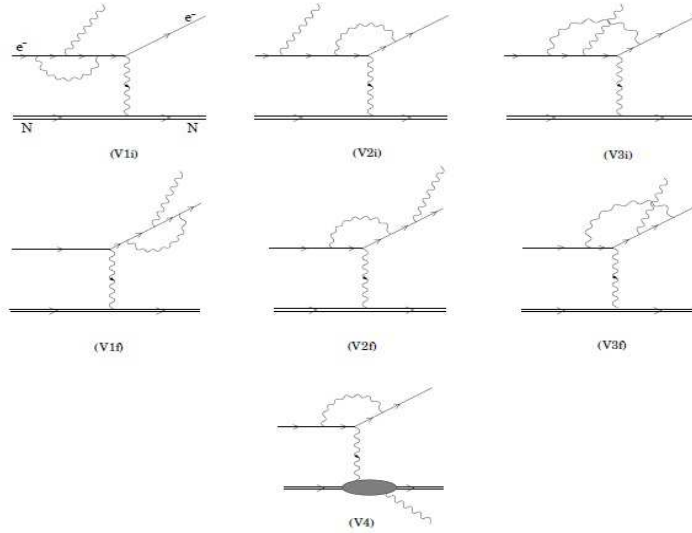 e⁻
e⁻
N
N
(V1i)
(V2i)
(V3i)
(V1f)
(V2f)
(V3f)
(V4)